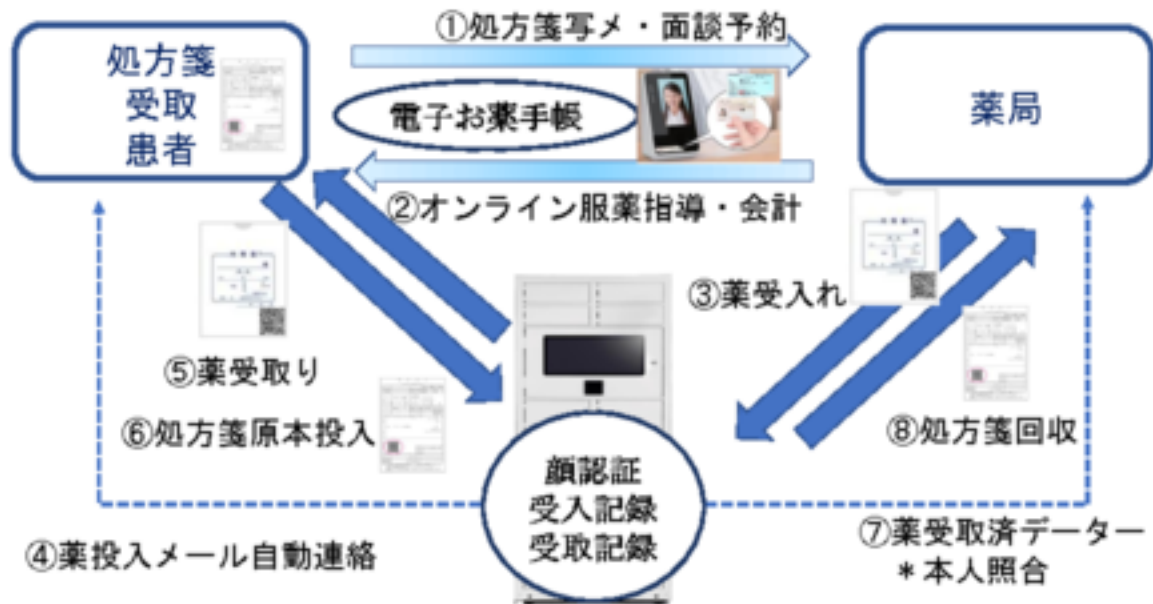 ①処方箋写メ・面談予約
処方箋
受取
患者
電子お薬手帳
薬局
②オンライン服薬指導・会計
③薬受入れ
⑤薬受取り
⑥処方箋原本投入
⑧処方箋回収
顔認証
受入記録
受取記録
④薬投入メール自動連絡
⑦薬受取済データー
＊本人照合